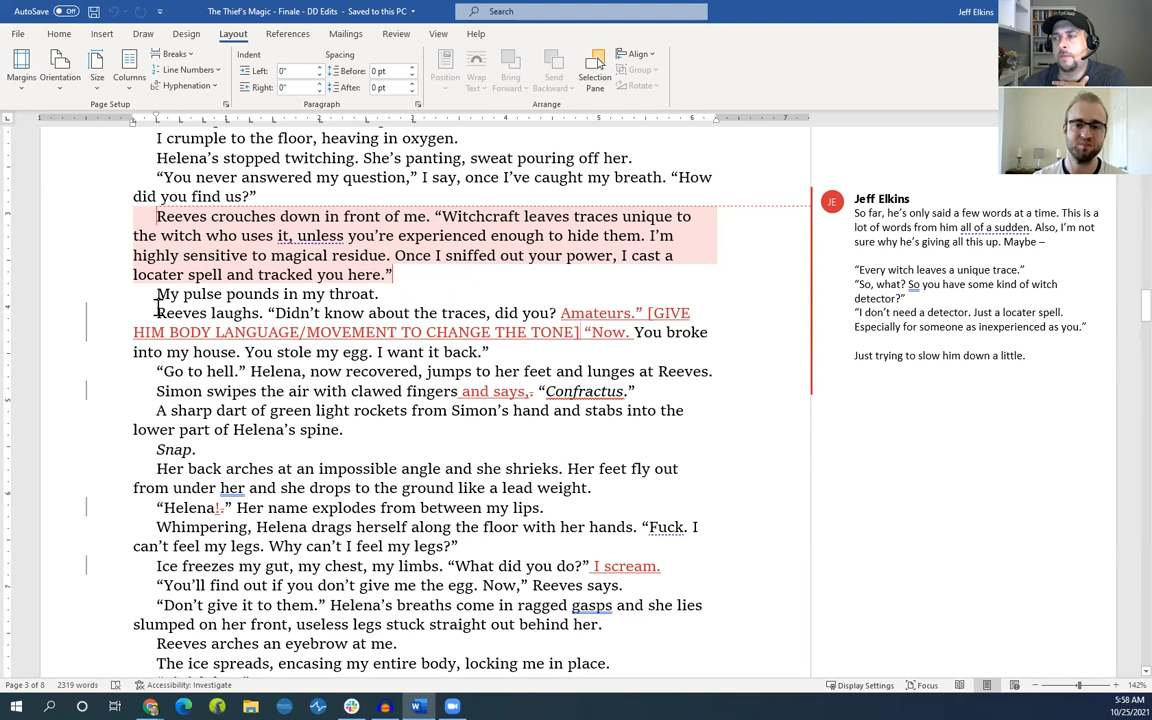 AutoSave Off The Thief's Magic - Finale - DD Edits - Saved to this PC Search Jeff Elkins
File Home Insert Draw Design Layout References Mailings Review View Help
Margins Orientation Size Columns Breaks Line Numbers Hyphenation Indent Left: 0" Right: 0" Spacing Before: 0 pt After: 0 pt Position Wrap Text Bring Forward Send Backward Selection Pane Align Group Rotate
Page Setup Paragraph Arrange
I crumple to the floor, heaving in oxygen.
Helena’s stopped twitching. She’s panting, sweat pouring off her.
“You never answered my question,” I say, once I’ve caught my breath. “How
did you find us?”
Reeves crouches down in front of me. “Witchcraft leaves traces unique to
the witch who uses it, unless you’re experienced enough to hide them. I’m
highly sensitive to magical residue. Once I sniffed out your power, I cast a
locater spell and tracked you here.”
My pulse pounds in my throat.
Reeves laughs. “Didn’t know about the traces, did you? Amateurs.” [GIVE
HIM BODY LANGUAGE/MOVEMENT TO CHANGE THE TONE] “Now. You broke
into my house. You stole my egg. I want it back.”
“Go to hell.” Helena, now recovered, jumps to her feet and lunges at Reeves.
Simon swipes the air with clawed fingers and says,. “Confractus.”
A sharp dart of green light rockets from Simon’s hand and stabs into the
lower part of Helena’s spine.
Snap.
Her back arches at an impossible angle and she shrieks. Her feet fly out
from under her and she drops to the ground like a lead weight.
“Helena!.” Her name explodes from between my lips.
Whimpering, Helena drags herself along the floor with her hands. “Fuck. I
can’t feel my legs. Why can’t I feel my legs?”
Ice freezes my gut, my chest, my limbs. “What did you do?” I scream.
“You’ll find out if you don’t give me the egg. Now,” Reeves says.
“Don’t give it to them.” Helena’s breaths come in ragged gasps and she lies
slumped on her front, useless legs stuck straight out behind her.
Reeves arches an eyebrow at me.
The ice spreads, encasing my entire body, locking me in place.
JE Jeff Elkins
So far, he’s only said a few words at a time. This is a
lot of words from him all of a sudden. Also, I’m not
sure why he’s giving all this up. Maybe –
“Every witch leaves a unique trace.”
“So, what? So you have some kind of witch
detector?”
“I don’t need a detector. Just a locater spell.
Especially for someone as inexperienced as you.”
Just trying to slow him down a little.
Page 3 of 8 2319 words Accessibility: Investigate Display Settings Focus 142%
5:58 AM
10/25/2021